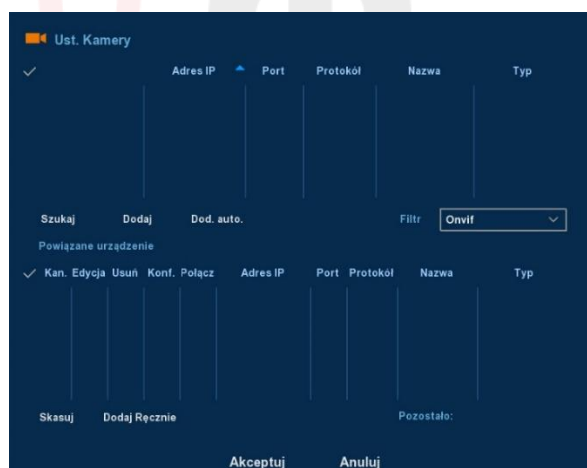 Ust. Kamery
Adres IP Port Protokół Nazwa Typ
Szukaj Dodaj Dod. auto. Filtr Onvif
Powiązane urządzenie
Kan. Edycja Usuń Konf. Połącz Adres IP Port Protokół Nazwa Typ
Skasuj Dodaj Ręcznie Pozostało:
Akceptuj Anuluj